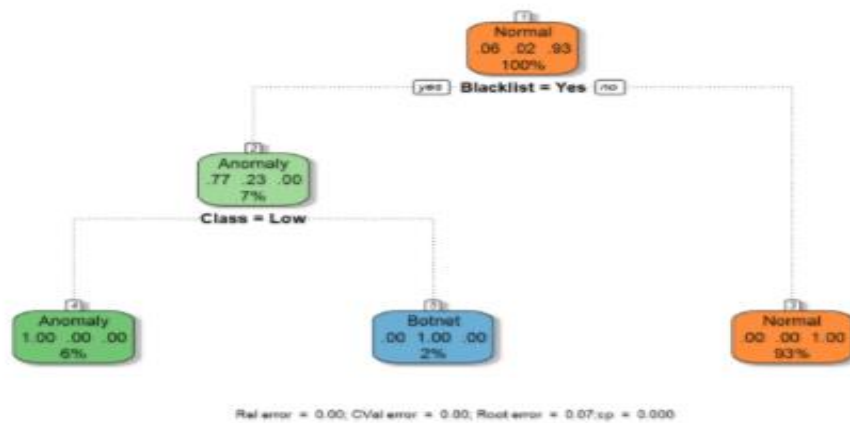 1
Normal
.06 .02 .93
100%
yes Blacklist = Yes no
2
Anomaly
.77 .23 .00
7%
Class = Low
4
Anomaly
1.00 .00 .00
6%
5
Botnet
.00 1.00 .00
2%
3
Normal
.00 .00 1.00
93%
Rel error = 0.00; CVal error = 0.00; Root error = 0.07;cp = 0.000